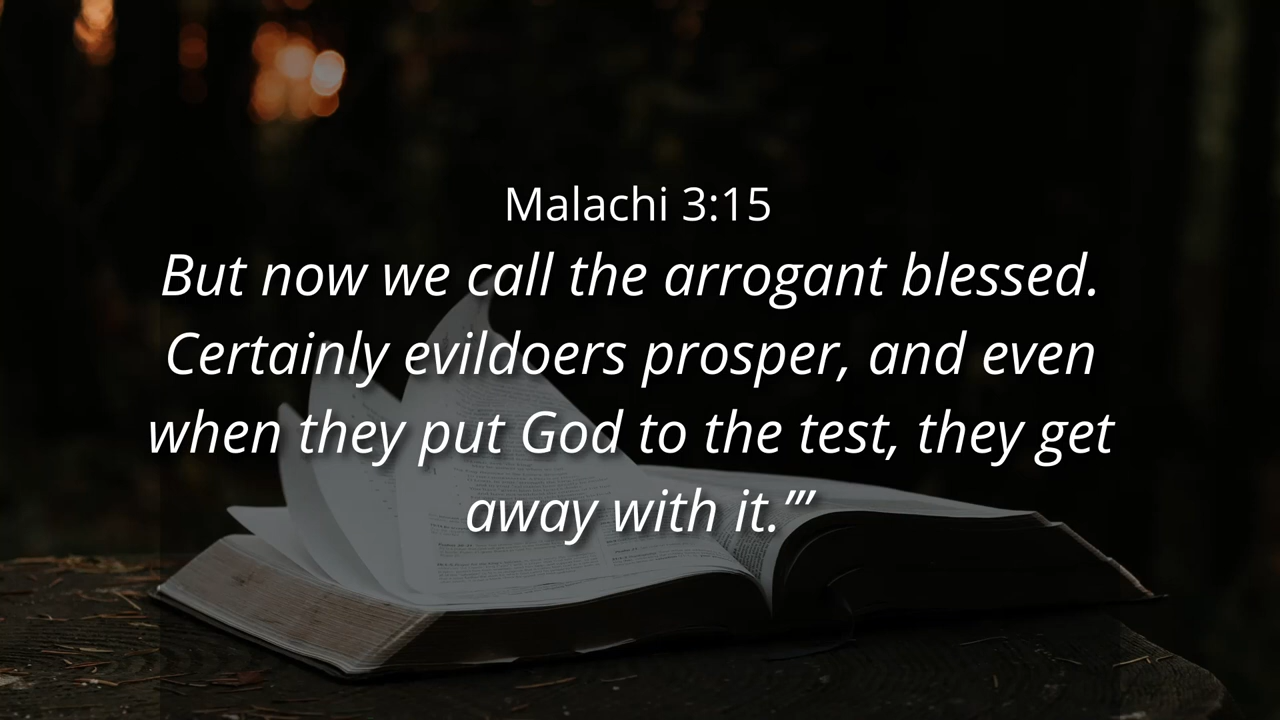 Malachi 3:15
But now we call the arrogant blessed.
Certainly evildoers prosper, and even
when they put God to the test, they get
away with it.’”